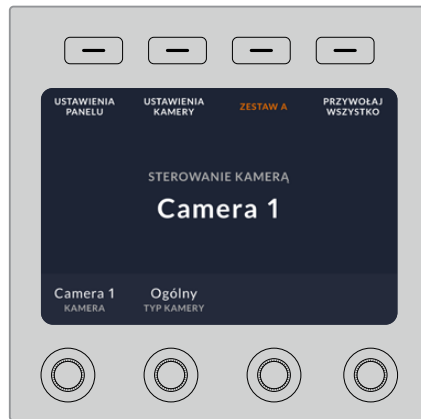 USTAWIENIA PANELU
USTAWIENIA KAMERY
ZESTAW A
PRZYWOŁAJ WSZYSTKO
STEROWANIE KAMERĄ
Camera 1
Camera 1
KAMERA
Ogólny
TYP KAMERY